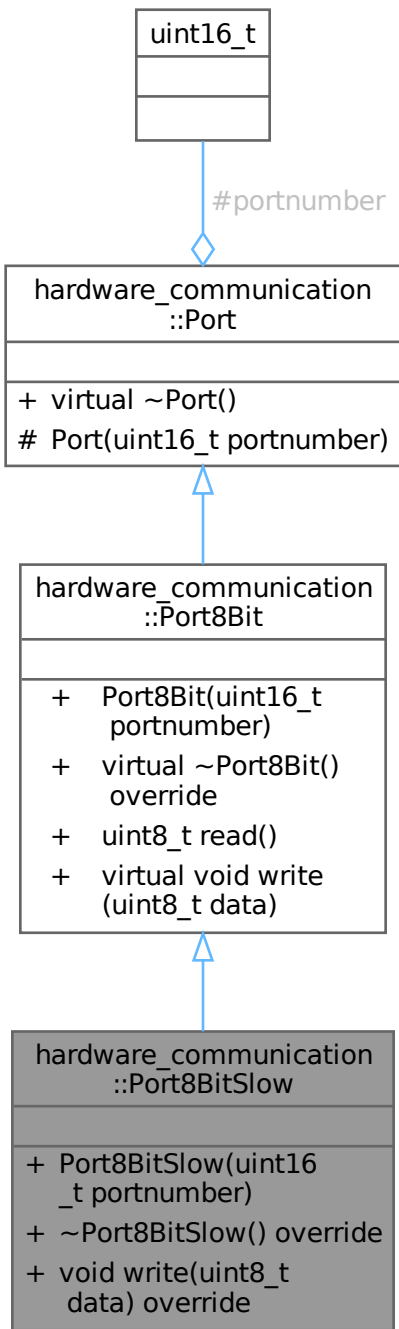 uint16_t
#portnumber
hardware_communication
::Port
+ virtual ~Port()
# Port(uint16_t portnumber)
hardware_communication
::Port8Bit
+ Port8Bit(uint16_t
portnumber)
+ virtual ~Port8Bit()
override
+ uint8_t read()
+ virtual void write
(uint8_t data)
hardware_communication
::Port8BitSlow
+ Port8BitSlow(uint16
_t portnumber)
+ ~Port8BitSlow() override
+ void write(uint8_t
data) override